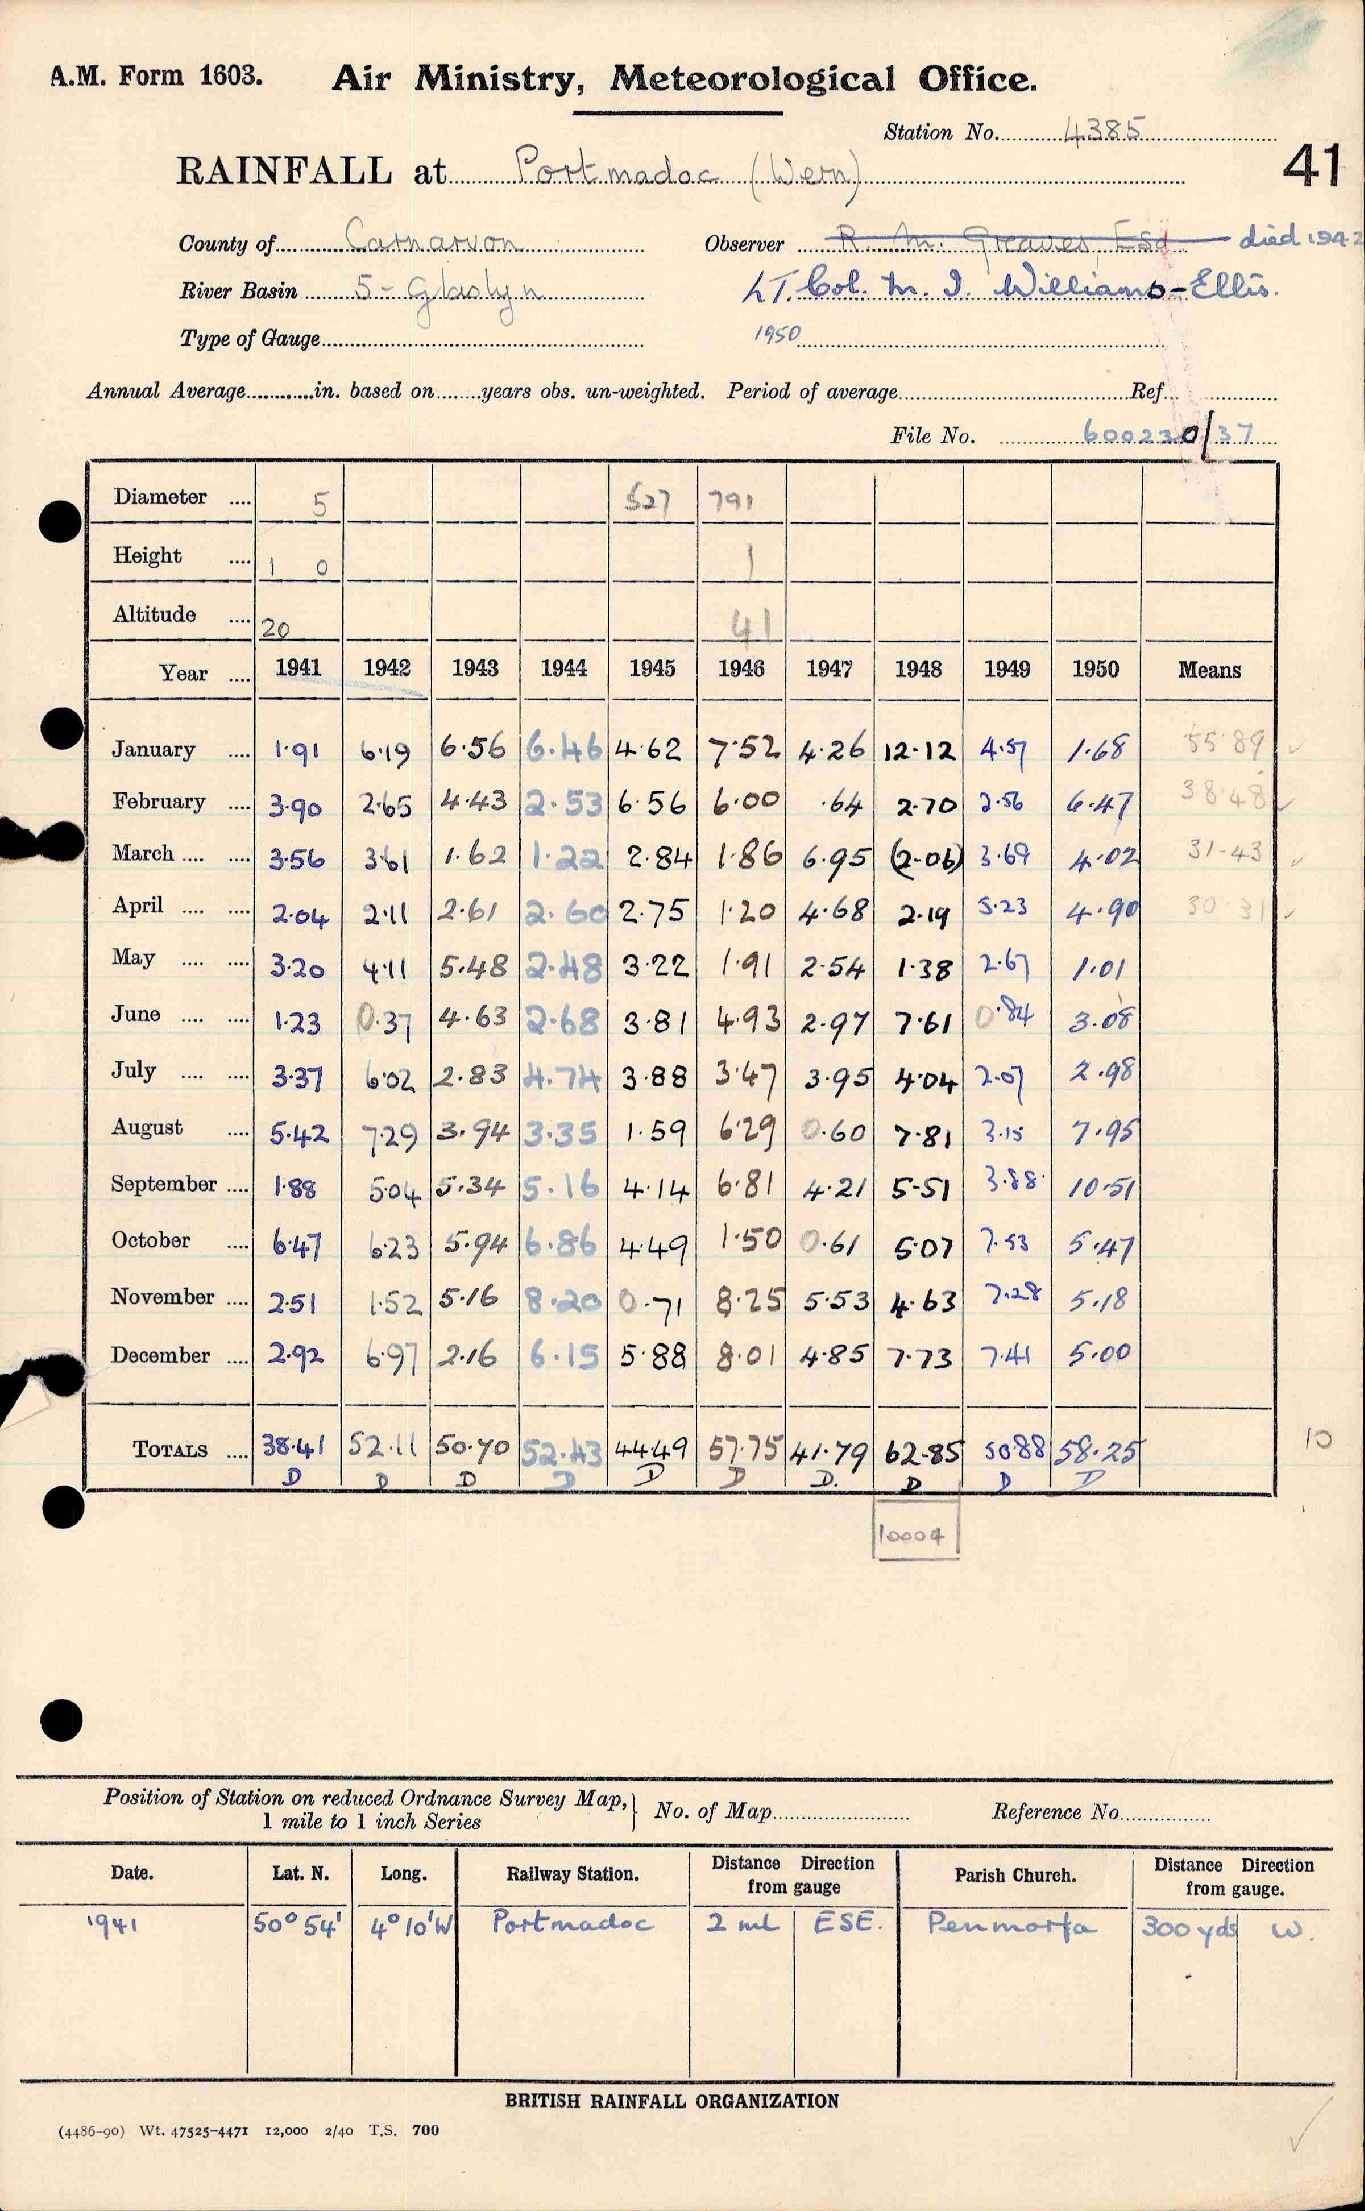 A.M. Form 1603. Air Ministry, Meteorological Office.
Station No. 4385
41
RAINFALL at Portmadoc (Wern)
County of Carnarvon Observer R. M. Greaves, Esq died 1942
River Basin 5 - Glaslyn LT. Col. M. I. Williams-Ellis.
Type of Gauge 1950
Annual Average in. based on years obs. un-weighted. Period of average Ref.
File No. 600230/37
Diameter .... 5 527 791
Height .... 1 0 1
Altitude .... 20 41
Year .... 1941 1942 1943 1944 1945 1946 1947 1948 1949 1950 Means
January .... 1.91 6.19 6.56 6.46 4.62 7.52 4.26 12.12 4.57 1.68 55.89
February .... 3.90 2.65 4.43 2.53 6.56 6.00 .64 2.70 2.56 6.47 38.48
March .... .... 3.56 3.61 1.62 1.22 2.84 1.86 6.95 (2.06) 3.69 4.02 31-43
April .... .... 2.04 2.11 2.61 2.60 2.75 1.20 4.68 2.19 5.23 4.90 30.31
May .... .... 3.20 4.11 5.48 2.48 3.22 1.91 2.54 1.38 2.67 1.01
June .... .... 1.23 0.37 4.63 2.68 3.81 4.93 2.97 7.61 0.84 3.08
July .... .... 3.37 6.02 2.83 4.74 3.88 3.47 3.95 4.04 2.07 2.98
August .... 5.42 7.29 3.94 3.35 1.59 6.29 0.60 7.81 3.15 7.95
September .... 1.88 5.04 5.34 5.16 4.14 6.81 4.21 5.51 3.88 10.51
October .... 6.47 6.23 5.94 6.86 4.49 1.50 0.61 5.07 7.53 5.47
November .... 2.51 1.52 5.16 8.20 0.71 8.25 5.53 4.63 7.28 5.18
December .... 2.92 6.97 2.16 6.15 5.88 8.01 4.85 7.73 7.41 5.00
TOTALS .... 38.41 52.11 50.70 52.43 44.49 57.75 41.79 62.85 50.88 58.25 10
D D D D D D D. D D D
10004
Position of Station on reduced Ordnance Survey Map, No. of Map Reference No.
1 mile to 1 inch Series
Date. Lat. N. Long. Railway Station. Distance Direction from gauge Parish Church. Distance Direction from gauge.
1941 50° 54' 4° 10'W Portmadoc 2 ml ESE. Penmorfa 300 yds W.
BRITISH RAINFALL ORGANIZATION
(4486-90) Wt. 47525-4471 12,000 2/40 T.S. 700